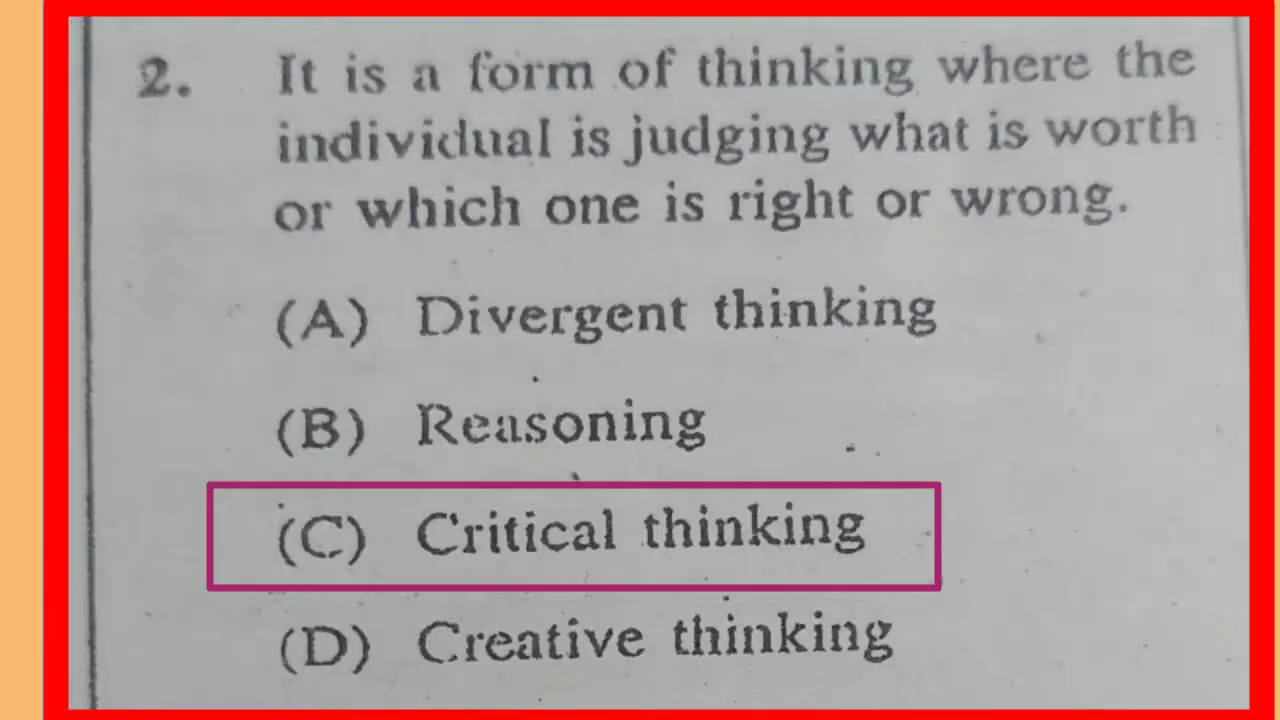 2. It is a form of thinking where the
individual is judging what is worth
or which one is right or wrong.
(A) Divergent thinking
(B) Reasoning
(C) Critical thinking
(D) Creative thinking